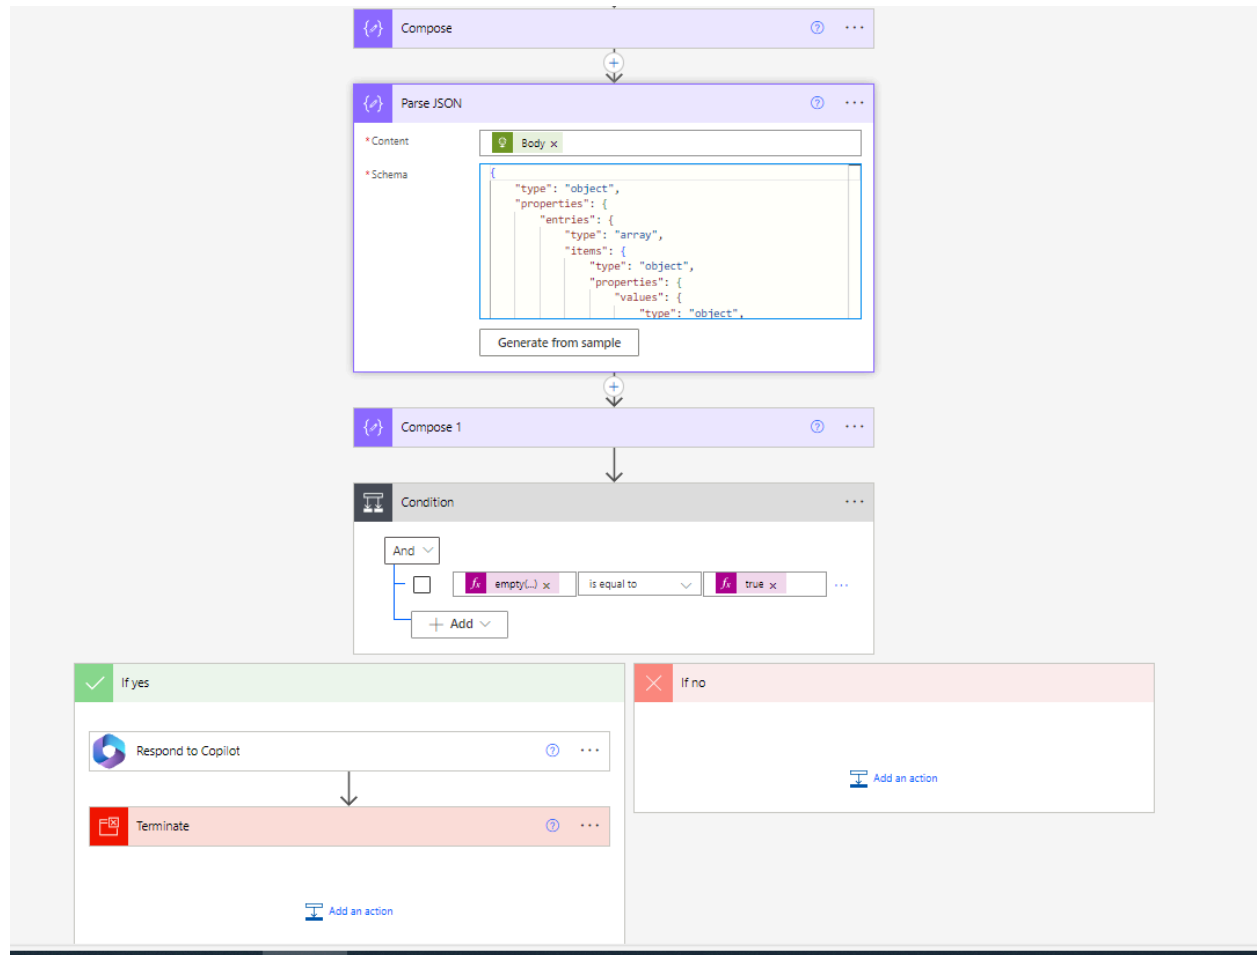 Compose
Parse JSON
* Content
Body ×
* Schema
{
"type": "object",
"properties": {
"entries": {
"type": "array",
"items": {
"type": "object",
"properties": {
"values": {
"type": "object",
Generate from sample
Compose 1
Condition
And
fx empty(...) × is equal to fx true ×
+ Add
If yes
If no
Respond to Copilot
Add an action
Terminate
Add an action